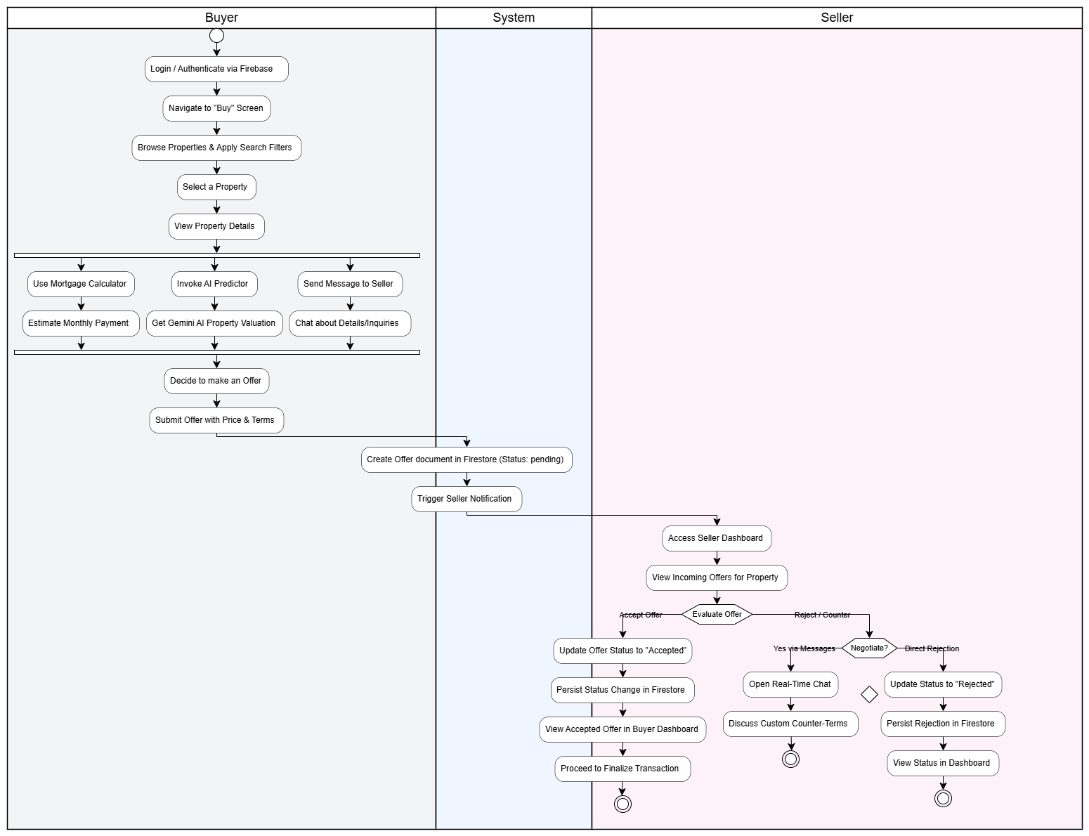 Buyer
System
Seller
Login / Authenticate via Firebase
Navigate to "Buy" Screen
Browse Properties & Apply Search Filters
Select a Property
View Property Details
Use Mortgage Calculator
Invoke AI Predictor
Send Message to Seller
Estimate Monthly Payment
Get Gemini AI Property Valuation
Chat about Details/Inquiries
Decide to make an Offer
Submit Offer with Price & Terms
Create Offer document in Firestore (Status: pending)
Trigger Seller Notification
Access Seller Dashboard
View Incoming Offers for Property
Accept Offer
Evaluate Offer
Reject / Counter
Update Offer Status to "Accepted"
Yes via Messages
Negotiate?
Direct Rejection
Persist Status Change in Firestore
Open Real-Time Chat
Update Status to "Rejected"
View Accepted Offer in Buyer Dashboard
Discuss Custom Counter-Terms
Persist Rejection in Firestore
Proceed to Finalize Transaction
View Status in Dashboard